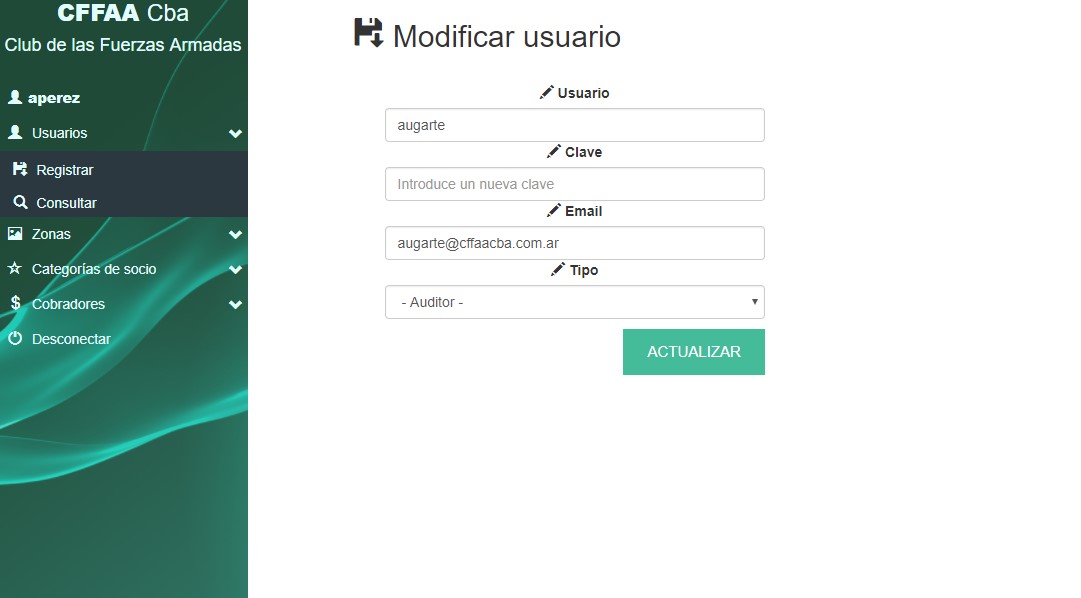 CFFAA Cba
Club de las Fuerzas Armadas
aperez
Usuarios
Registrar
Consultar
Zonas
Categorías de socio
Cobradores
Desconectar
Modificar usuario
Usuario
augarte
Clave
Introduce un nueva clave
Email
augarte@cffaacba.com.ar
Tipo
- Auditor -
ACTUALIZAR